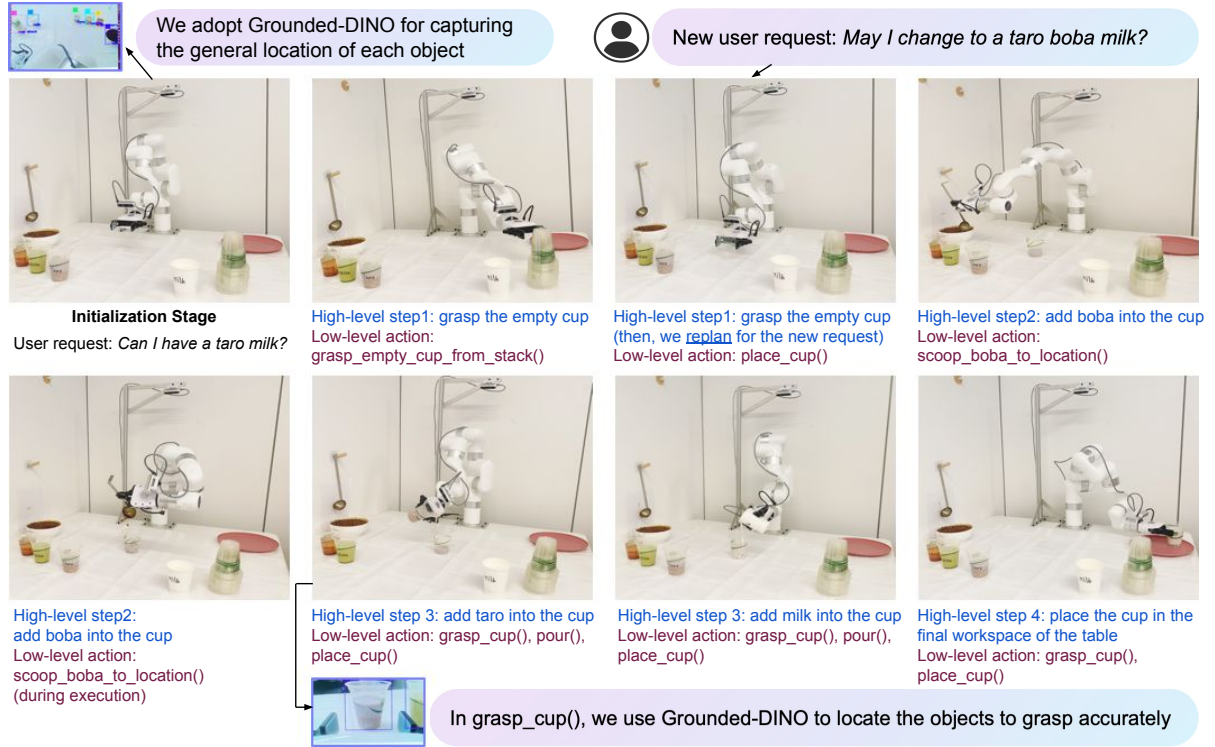 We adopt Grounded-DINO for capturing
the general location of each object
New user request: May I change to a taro boba milk?
Initialization Stage
User request: Can I have a taro milk?
High-level step1: grasp the empty cup
Low-level action:
grasp_empty_cup_from_stack()
High-level step1: grasp the empty cup
(then, we replan for the new request)
Low-level action: place_cup()
High-level step2: add boba into the cup
Low-level action:
scoop_boba_to_location()
High-level step2:
add boba into the cup
Low-level action:
scoop_boba_to_location()
(during execution)
High-level step 3: add taro into the cup
Low-level action: grasp_cup(), pour(),
place_cup()
High-level step 3: add milk into the cup
Low-level action: grasp_cup(), pour(),
place_cup()
High-level step 4: place the cup in the
final workspace of the table
Low-level action: grasp_cup(),
place_cup()
In grasp_cup(), we use Grounded-DINO to locate the objects to grasp accurately